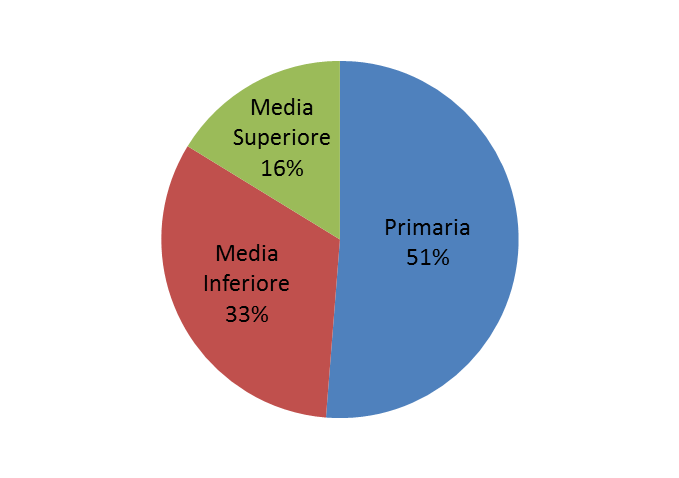 Media
Superiore
16%
Primaria
51%
Media
Inferiore
33%